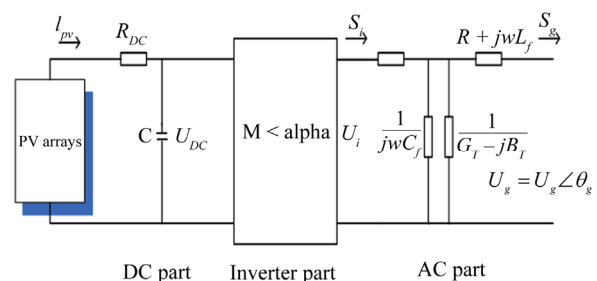 l_pv
R_DC
S_i
R + jwL_f
S_g
PV arrays
C
U_DC
M < alpha
U_i
1/jwC_f
1/G_T − jB_T
U_g = U_g∠θ_g
DC part
Inverter part
AC part